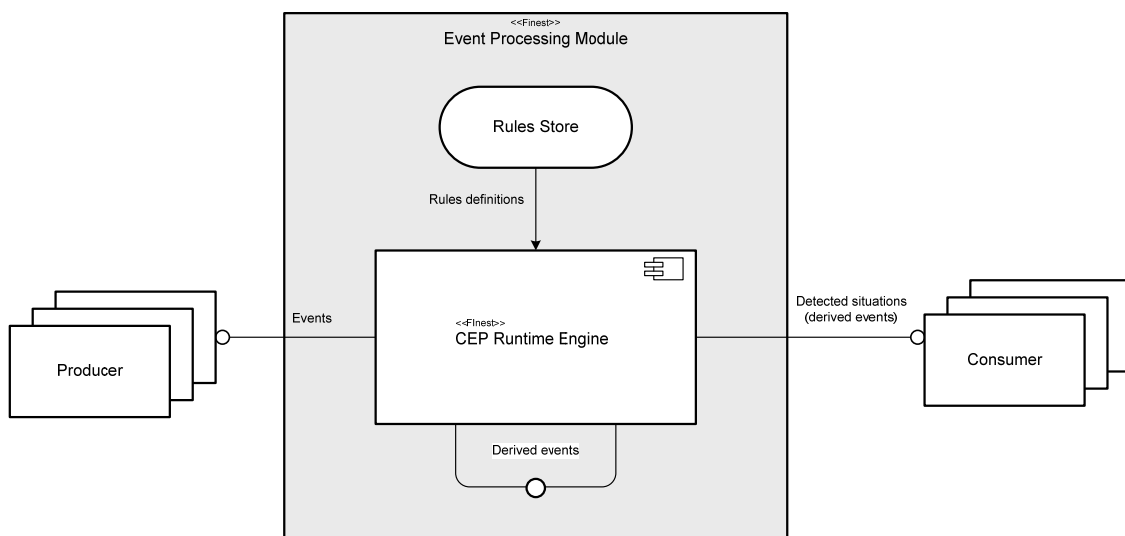 <<Finest>>
Event Processing Module
Rules Store
Rules definitions
Events
Detected situations
(derived events)
Producer
<<FInest>>
CEP Runtime Engine
Consumer
Derived events